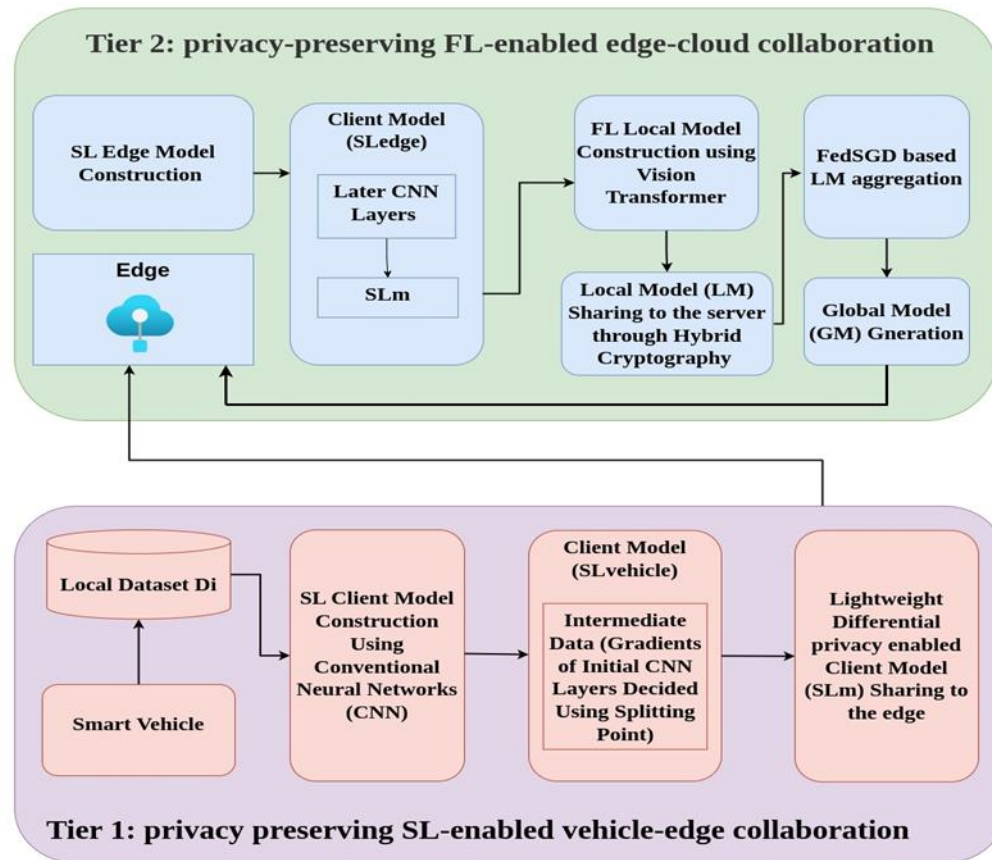 Tier 2: privacy-preserving FL-enabled edge-cloud collaboration
SL Edge Model
Construction
Client Model
(SLedge)
Later CNN
Layers
SLm
FL Local Model
Construction using
Vision
Transformer
FedSGD based
LM aggregation
Edge
Local Model (LM)
Sharing to the server
through Hybrid
Cryptography
Global Model
(GM) Gneration
Local Dataset Di
Smart Vehicle
SL Client Model
Construction
Using
Conventional
Neural Networks
(CNN)
Client Model
(SLvehicle)
Intermediate
Data (Gradients
of Initial CNN
Layers Decided
Using Splitting
Point)
Lightweight
Differential
privacy enabled
Client Model
(SLm) Sharing to
the edge
Tier 1: privacy preserving SL-enabled vehicle-edge collaboration